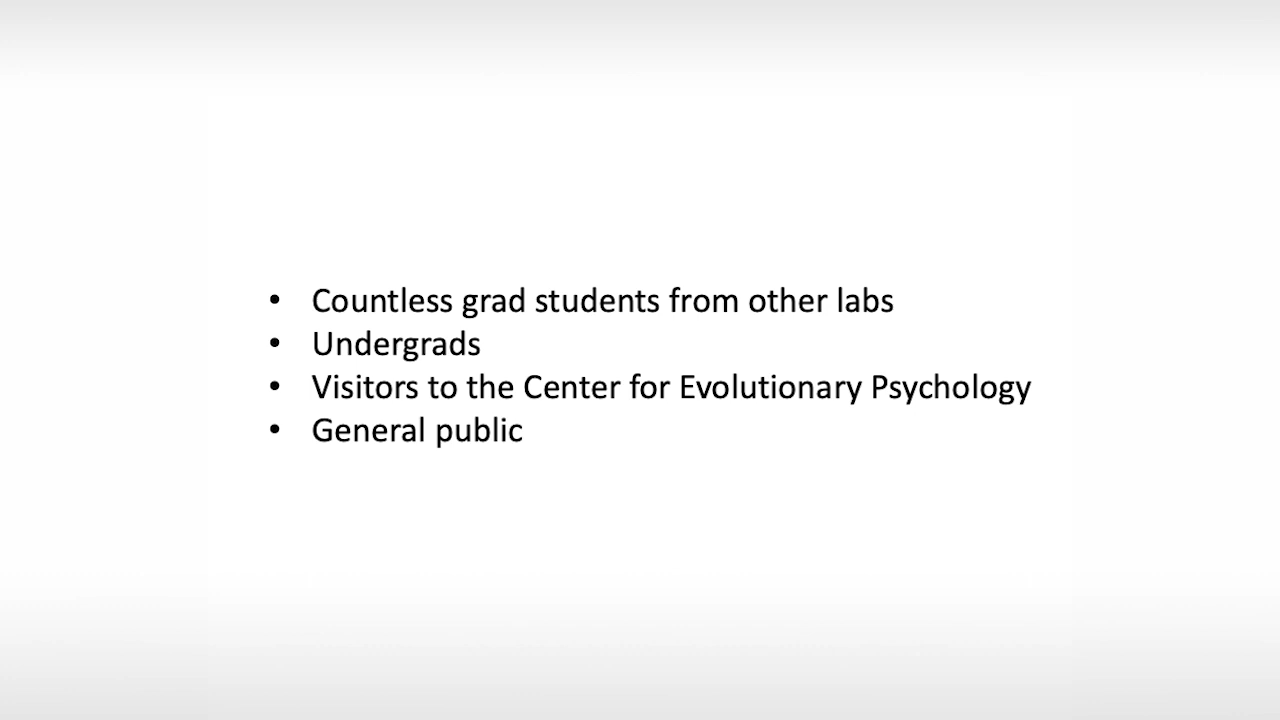 • Countless grad students from other labs
• Undergrads
• Visitors to the Center for Evolutionary Psychology
• General public